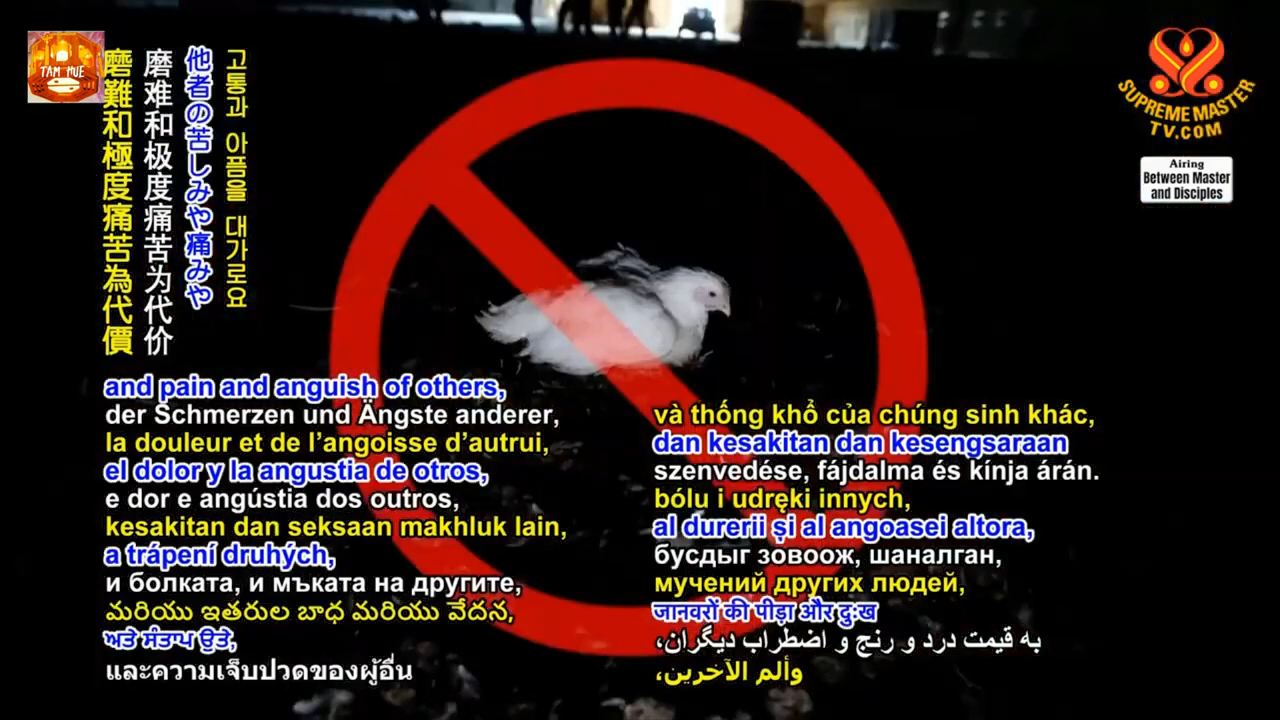 TAM HUE
SUPREME MASTER
TV.COM
Airing
Between Master
and Disciples
고통과 아픔을 대가로요
他者の苦しみや痛みや
磨难和极度痛苦为代价
磨難和極度痛苦為代價
and pain and anguish of others,
der Schmerzen und Ängste anderer,
la douleur et de l’angoisse d’autrui,
el dolor y la angustia de otros,
e dor e angústia dos outros,
kesakitan dan seksaan makhluk lain,
a trápení druhých,
и болката, и мъката на другите,
మరియు ఇతరుల బాధ మరియు వేదన,
ਅਤੇ ਸੰਤਾਪ ਉਤੇ,
และความเจ็บปวดของผู้อื่น
và thống khổ của chúng sinh khác,
dan kesakitan dan kesengsaraan
szenvedése, fájdalma és kínja árán.
bólu i udręki innych,
al durerii și al angoasei altora,
бусдыг зовоож, шаналган,
мучений других людей,
जानवरों की पीड़ा और दुःख
به قیمت درد و رنج و اضطراب دیگران،
وألم الآخرين،